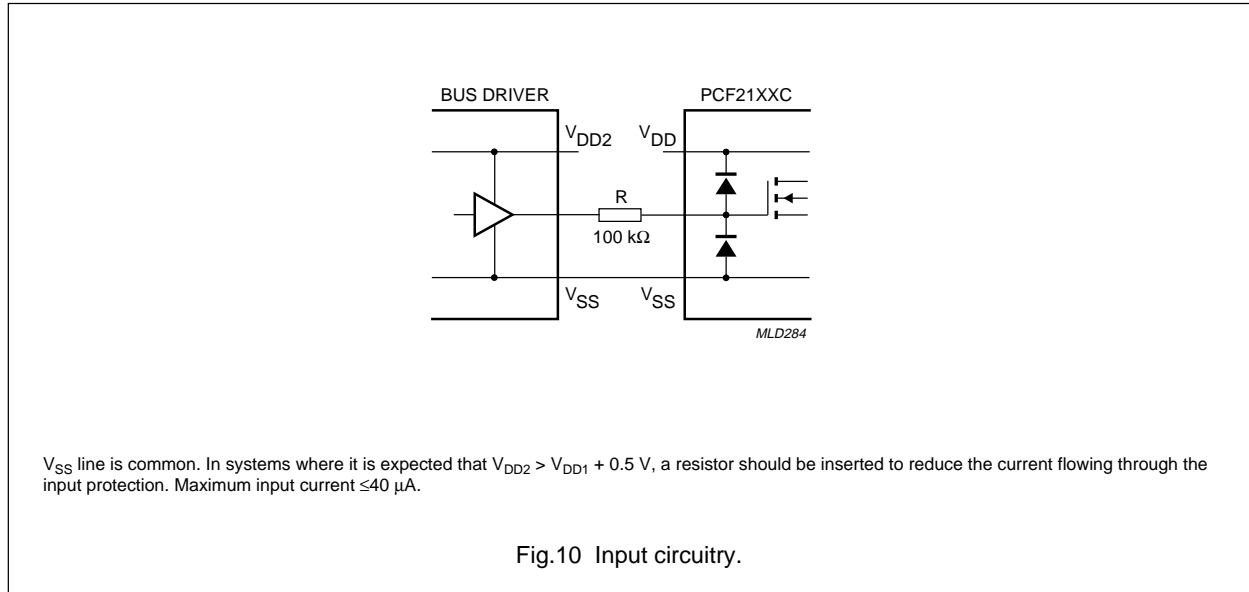 BUS DRIVER PCF21XXC
VDD2 VDD
R
100 kΩ
VSS VSS
MLD284
VSS line is common. In systems where it is expected that VDD2 > VDD1 + 0.5 V, a resistor should be inserted to reduce the current flowing through the
input protection. Maximum input current ≤40 μA.
Fig.10 Input circuitry.